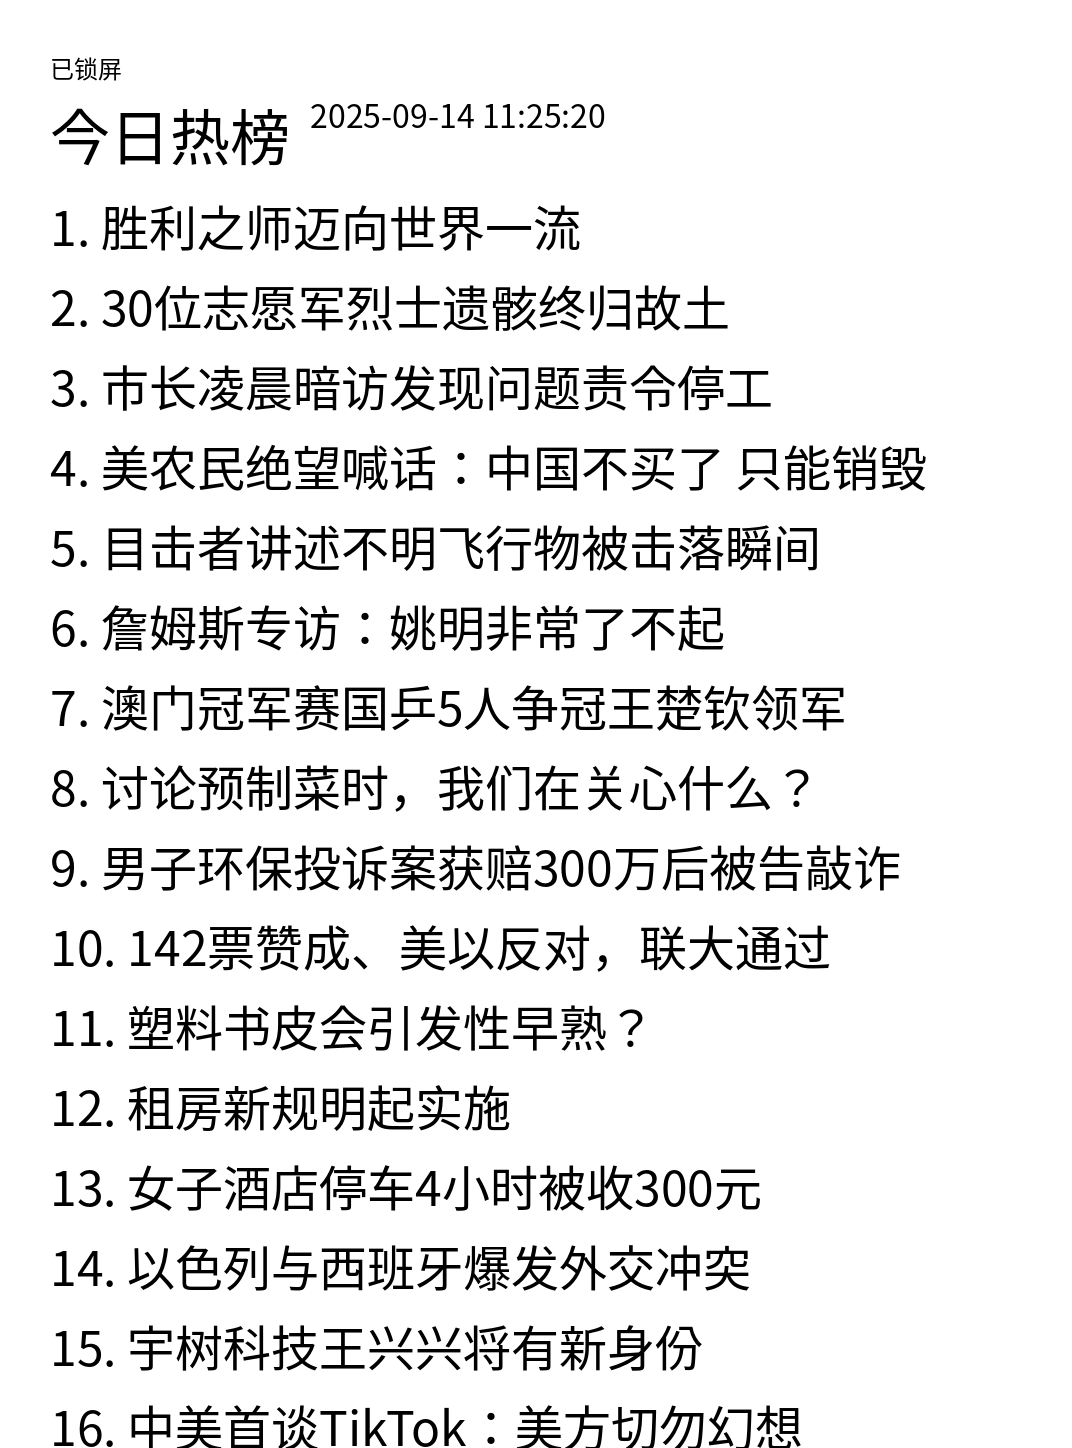 已锁屏
今日热榜 2025-09-14 11:25:20
1. 胜利之师迈向世界一流
2. 30位志愿军烈士遗骸终归故土
3. 市长凌晨暗访发现问题责令停工
4. 美农民绝望喊话：中国不买了 只能销毁
5. 目击者讲述不明飞行物被击落瞬间
6. 詹姆斯专访：姚明非常了不起
7. 澳门冠军赛国乒5人争冠王楚钦领军
8. 讨论预制菜时，我们在关心什么？
9. 男子环保投诉案获赔300万后被告敲诈
10. 142票赞成、美以反对，联大通过
11. 塑料书皮会引发性早熟？
12. 租房新规明起实施
13. 女子酒店停车4小时被收300元
14. 以色列与西班牙爆发外交冲突
15. 宇树科技王兴兴将有新身份
16. 中美首谈TikTok：美方切勿幻想